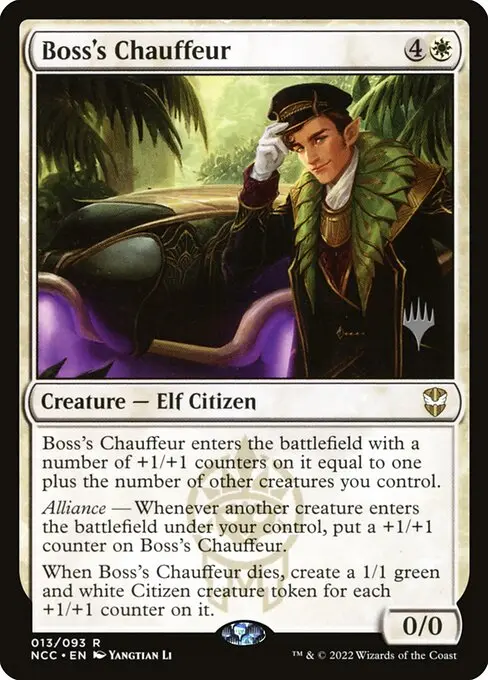 Boss's Chauffeur 4
Creature — Elf Citizen
Boss's Chauffeur enters the battlefield with a
number of +1/+1 counters on it equal to one
plus the number of other creatures you control.
Alliance — Whenever another creature enters
the battlefield under your control, put a +1/+1
counter on Boss's Chauffeur.
When Boss's Chauffeur dies, create a 1/1 green
and white Citizen creature token for each
+1/+1 counter on it.
0/0
013/093 R
NCC • EN Yangtian Li
™ & © 2022 Wizards of the Coast